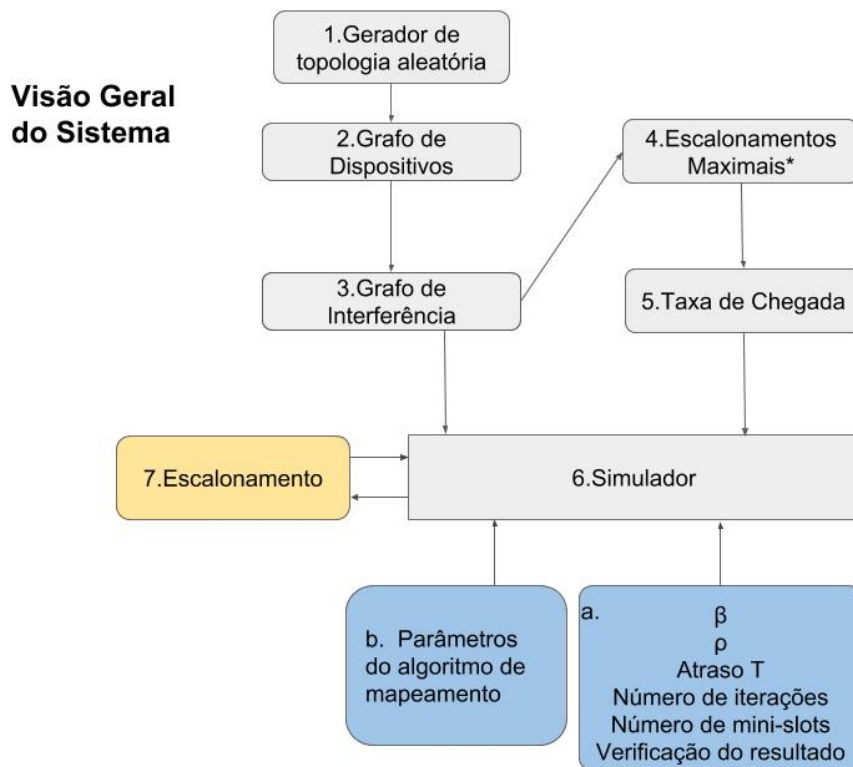 Visão Geral
do Sistema
1.Gerador de
topologia aleatória
2.Grafo de
Dispositivos
4.Escalonamentos
Maximais*
3.Grafo de
Interferência
5.Taxa de Chegada
7.Escalonamento
6.Simulador
b. Parâmetros
do algoritmo de
mapeamento
a.
β
ρ
Atraso T
Número de iterações
Número de mini-slots
Verificação do resultado